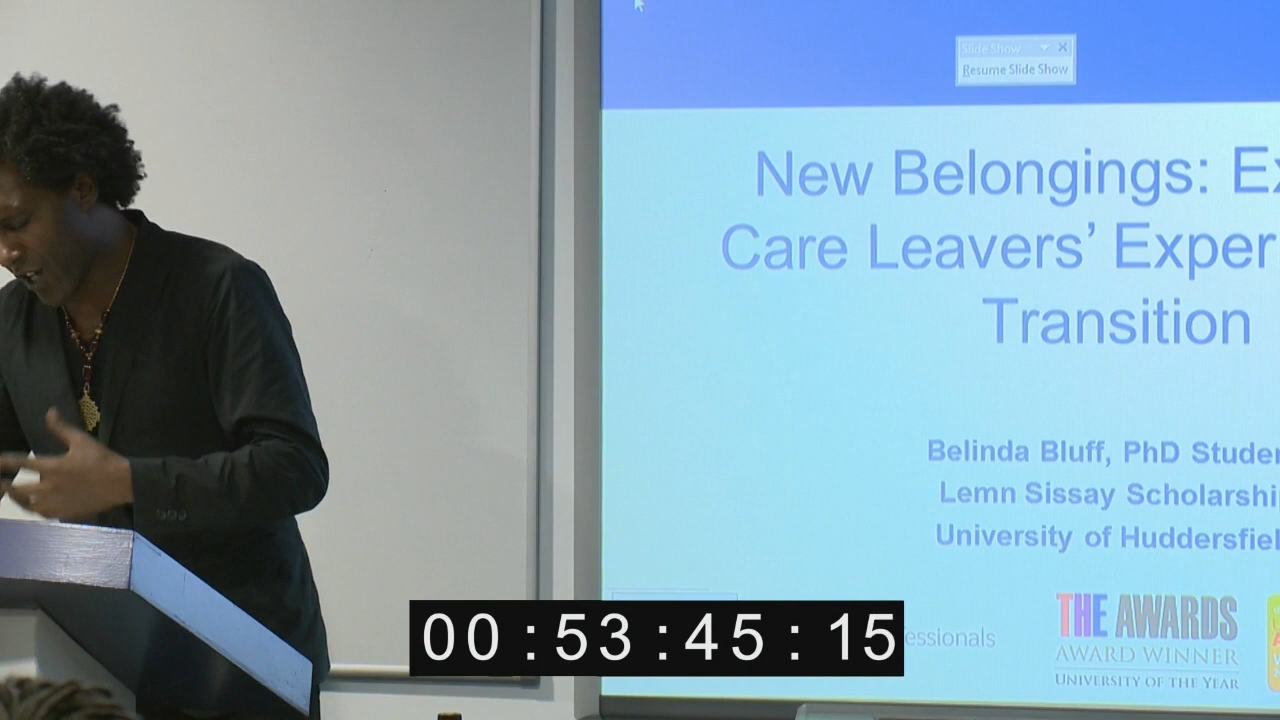 Slide Show
Resume Slide Show
New Belongings: Ex
Care Leavers’ Exper
Transition
Belinda Bluff, PhD Studen
Lemn Sissay Scholarshi
University of Huddersfiel
essionals
THE AWARDS
AWARD WINNER
UNIVERSITY OF THE YEAR
00:53:45:15